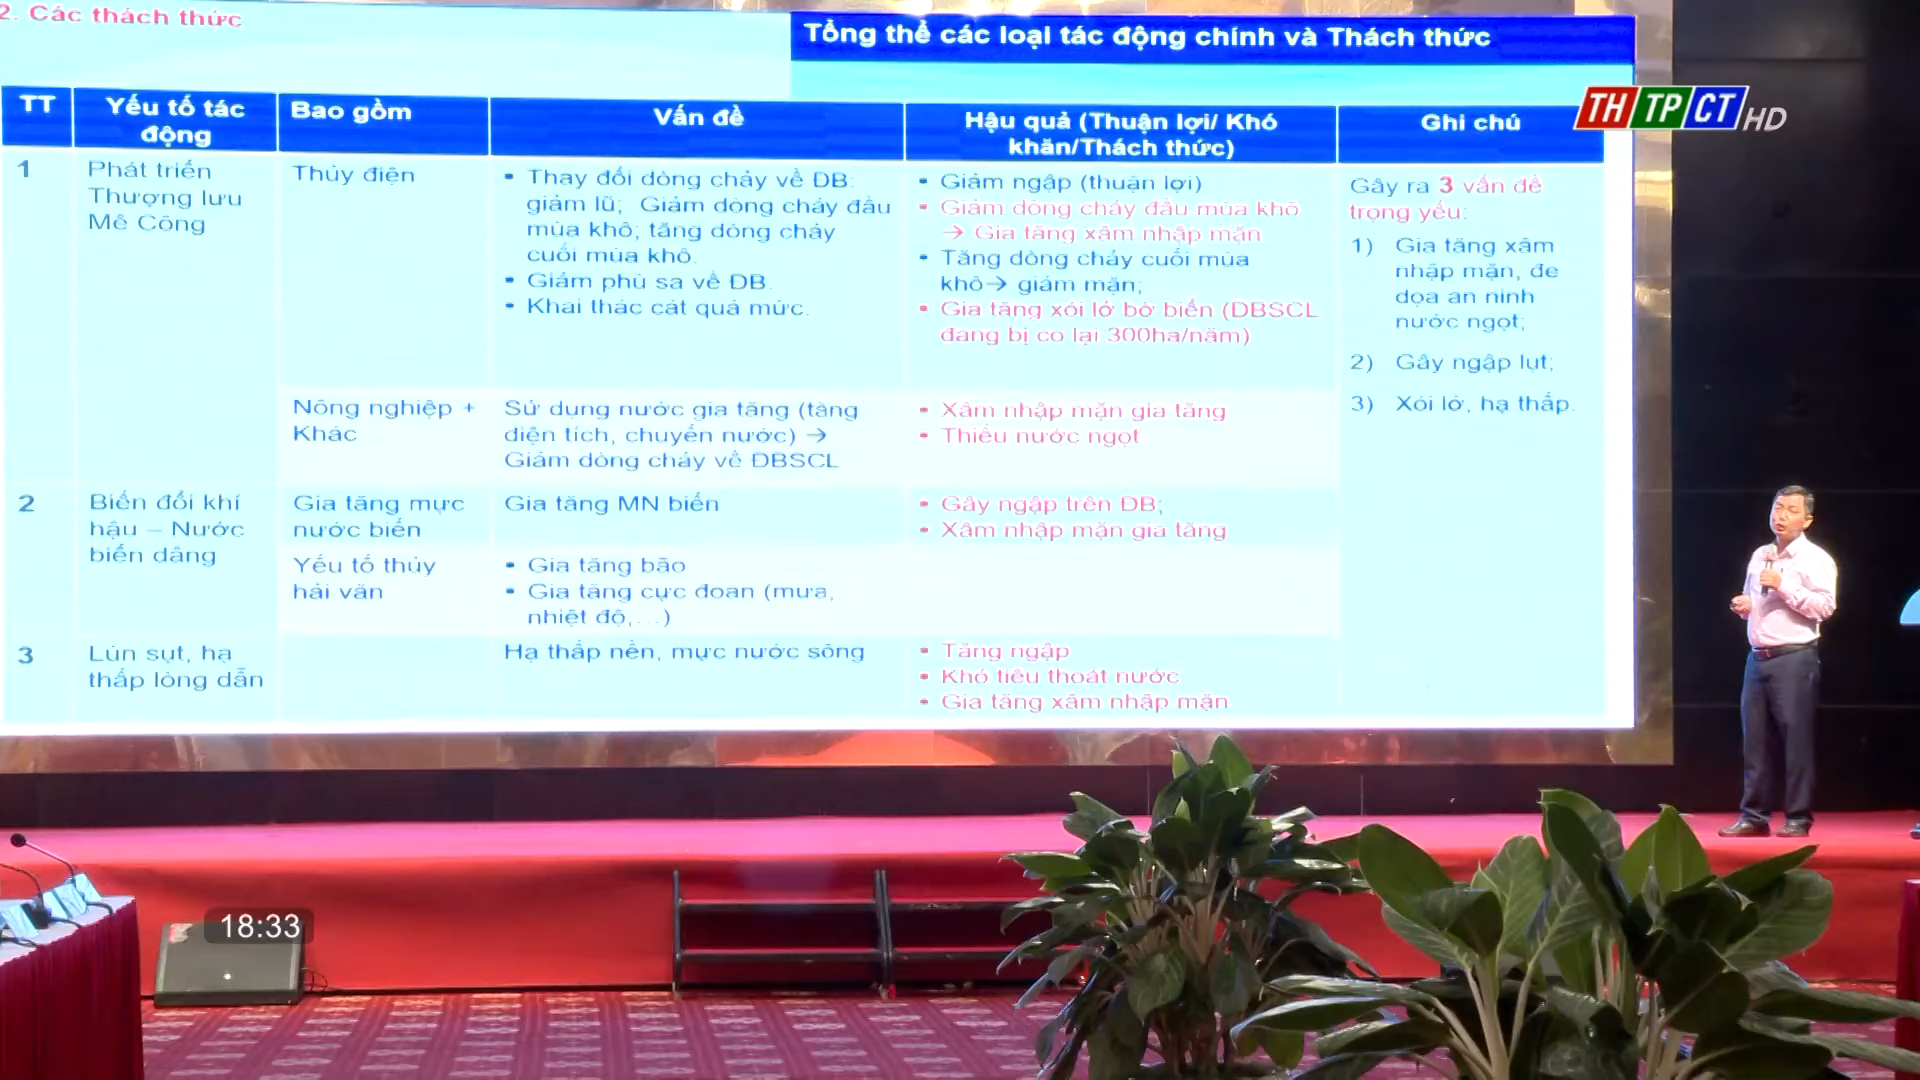 2. Các thách thức
Tổng thể các loại tác động chính và Thách thức
TH TP CT HD
TT
Yếu tố tác
động
Bao gồm
Vấn đề
Hậu quả (Thuận lợi/ Khó
khăn/Thách thức)
Ghi chú
1
Phát triển
Thượng lưu
Mê Công
Thủy điện
• Thay đổi dòng chảy về ĐB:
giảm lũ; Giảm dòng chảy đầu
mùa khô; tăng dòng chảy
cuối mùa khô.
• Giảm phù sa về ĐB.
• Khai thác cát quá mức.
• Giảm ngập (thuận lợi)
• Giảm dòng chảy đầu mùa khô
→ Gia tăng xâm nhập mặn
• Tăng dòng chảy cuối mùa
khô→ giảm mặn;
• Gia tăng xói lở bờ biển (ĐBSCL
đang bị co lại 300ha/năm)
Gây ra 3 vấn đề
trọng yếu:
1) Gia tăng xâm
nhập mặn, đe
dọa an ninh
nước ngọt;
2) Gây ngập lụt;
3) Xói lở, hạ thấp.
Nông nghiệp +
Khác
Sử dụng nước gia tăng (tăng
diện tích, chuyển nước) →
Giảm dòng chảy về ĐBSCL
• Xâm nhập mặn gia tăng
• Thiếu nước ngọt
2
Biến đổi khí
hậu – Nước
biển dâng
Gia tăng mực
nước biển
Gia tăng MN biển
• Gây ngập trên ĐB;
• Xâm nhập mặn gia tăng
Yếu tố thủy
hải văn
• Gia tăng bão
• Gia tăng cực đoan (mưa,
nhiệt độ,…)
3
Lún sụt, hạ
thấp lòng dẫn
Hạ thấp nền, mực nước sông
• Tăng ngập
• Khó tiêu thoát nước
• Gia tăng xâm nhập mặn
18:33